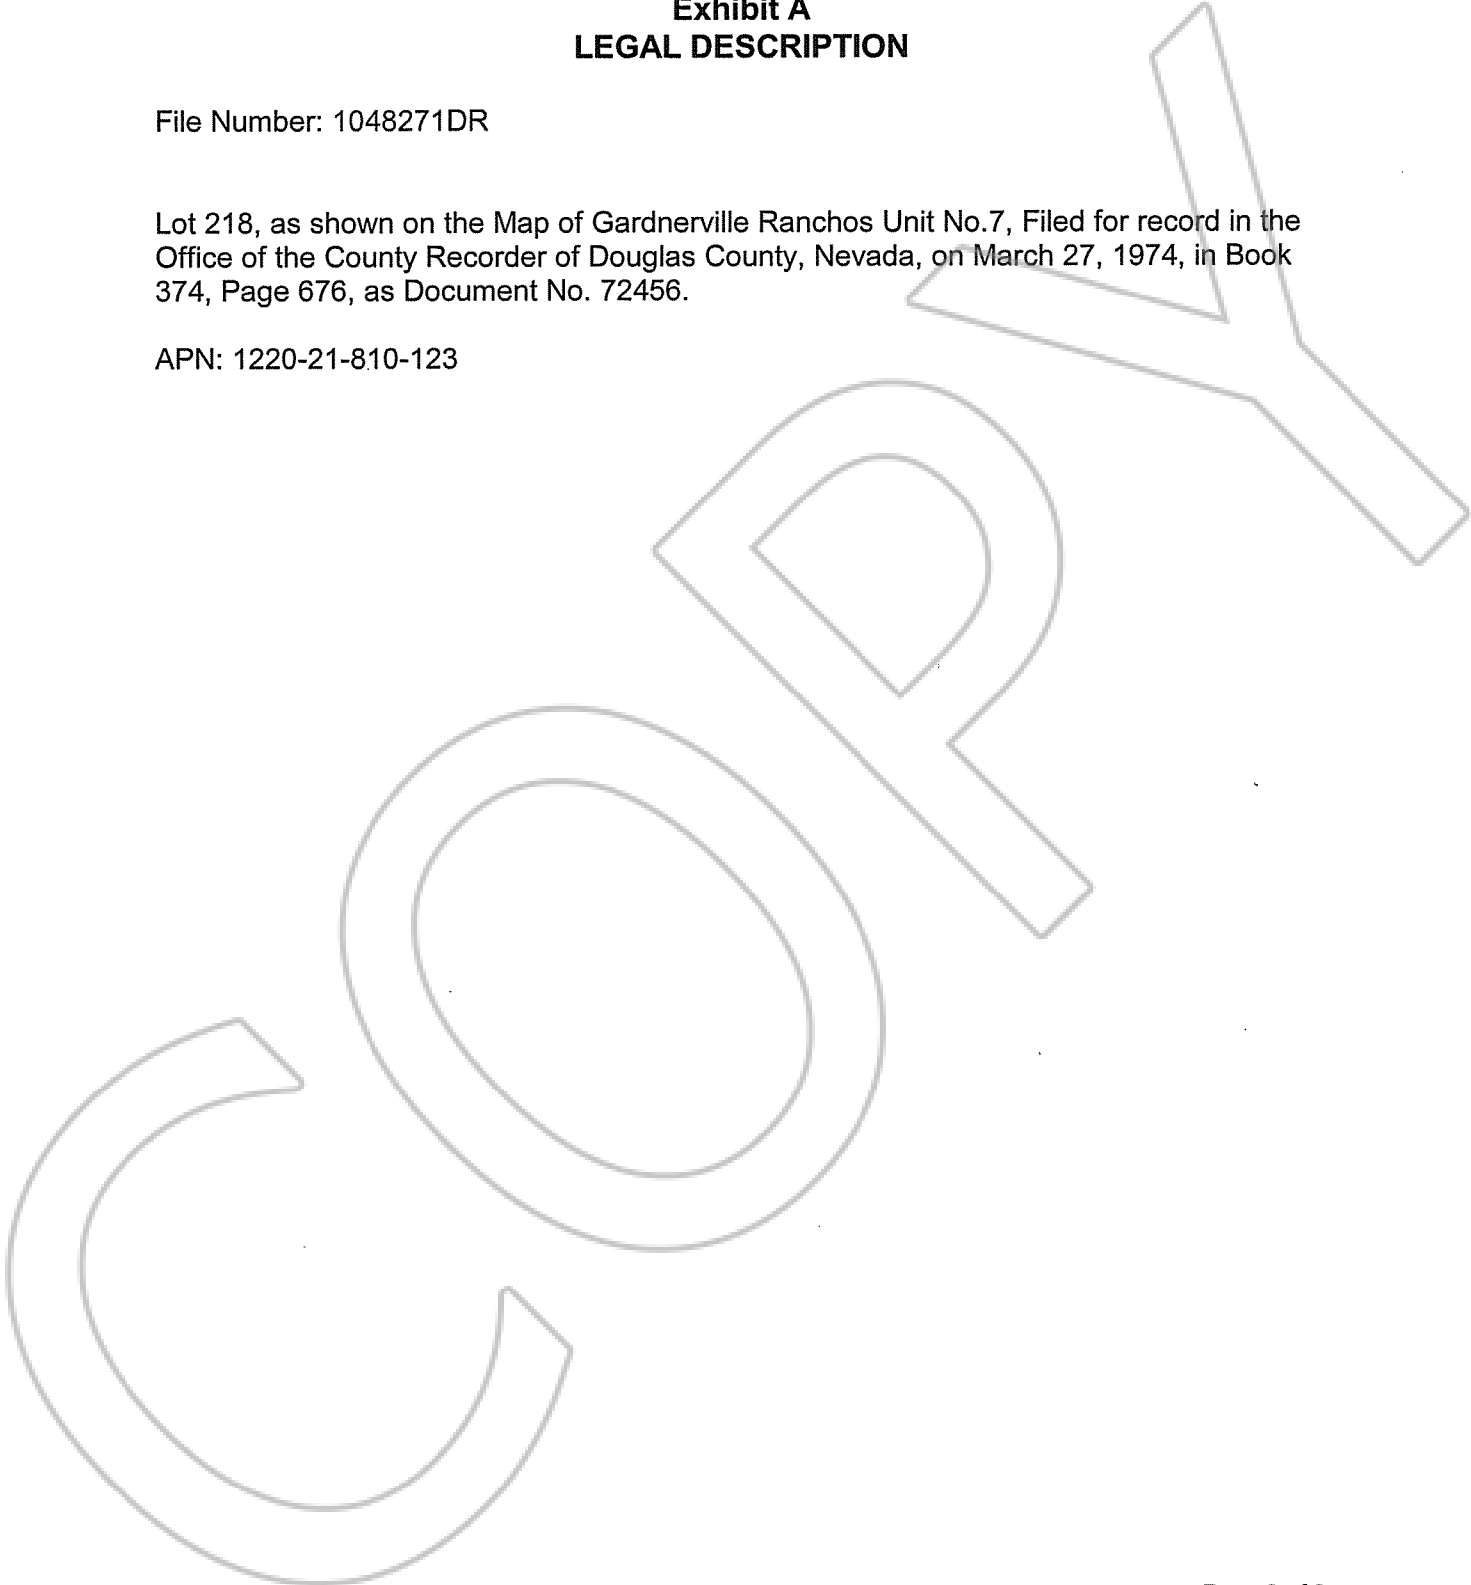 Exhibit A
LEGAL DESCRIPTION
File Number: 1048271DR
Lot 218, as shown on the Map of Gardnerville Ranchos Unit No.7, Filed for record in the
Office of the County Recorder of Douglas County, Nevada, on March 27, 1974, in Book
374, Page 676, as Document No. 72456.
APN: 1220-21-810-123
COPY